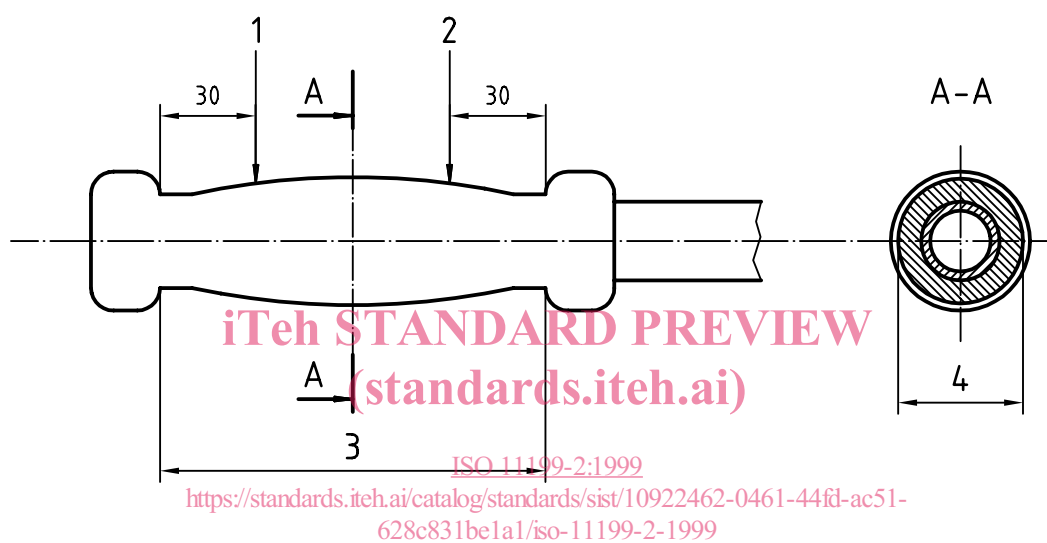 1 2
30 A 30 A-A
iTeh STANDARD PREVIEW
A (standards.iteh.ai) 4
3
ISO 11199-2:1999
https://standards.iteh.ai/catalog/standards/sist/10922462-0461-44fd-ac51-
628c831be1a1/iso-11199-2-1999